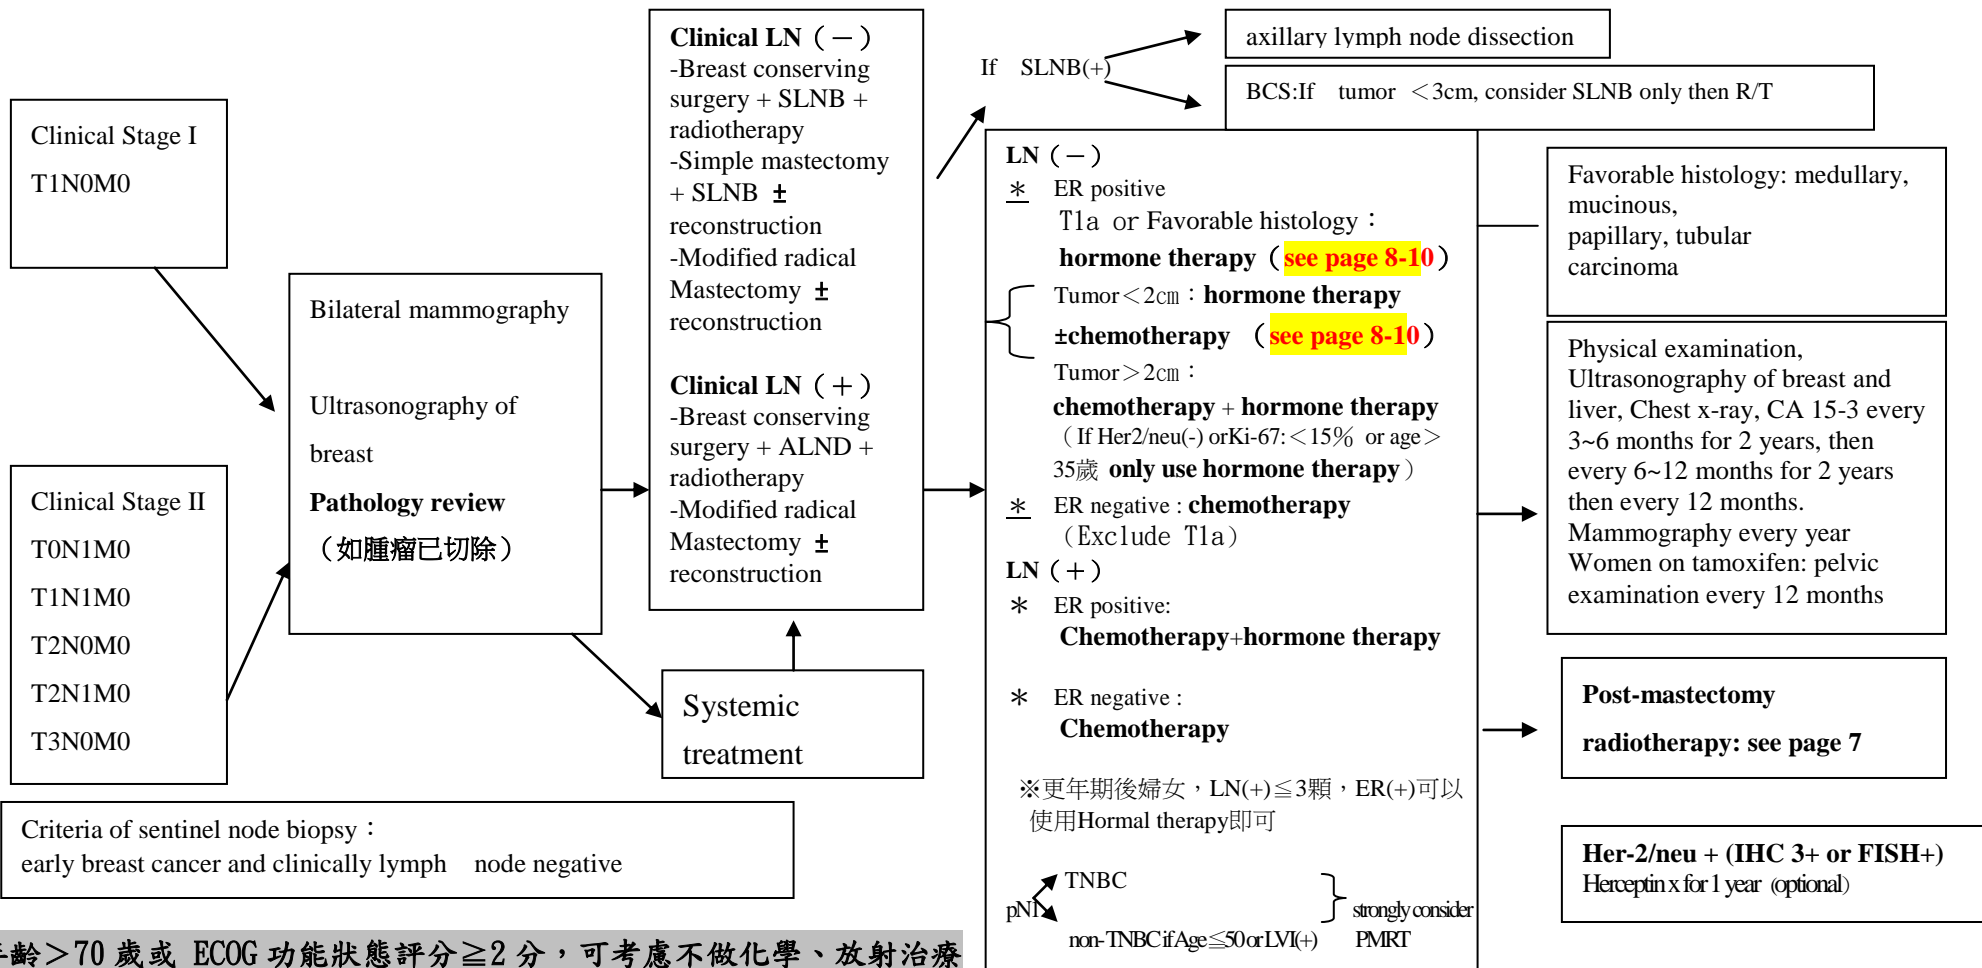 Clinical Stage I
T1N0M0
Clinical Stage II
T0N1M0
T1N1M0
T2N0M0
T2N1M0
T3N0M0
Bilateral mammography
Ultrasonography of
breast
Pathology review
（如腫瘤已切除）
Clinical LN（－）
-Breast conserving
surgery + SLNB +
radiotherapy
-Simple mastectomy
+ SLNB ±
reconstruction
-Modified radical
Mastectomy ±
reconstruction
Clinical LN（＋）
-Breast conserving
surgery + ALND +
radiotherapy
-Modified radical
Mastectomy ±
reconstruction
Systemic
treatment
If SLNB(+)
axillary lymph node dissection
BCS:If tumor ＜3cm, consider SLNB only then R/T
LN（－）
＊ ER positive
T1a or Favorable histology：
hormone therapy（see page 8-10）
Tumor＜2㎝：hormone therapy
±chemotherapy （see page 8-10）
Tumor＞2㎝：
chemotherapy + hormone therapy
（If Her2/neu(-) orKi-67:＜15% or age＞
35歲 only use hormone therapy）
＊ ER negative : chemotherapy
（Exclude T1a）
LN（＋）
＊ ER positive:
Chemotherapy+hormone therapy
＊ ER negative :
Chemotherapy
※更年期後婦女，LN(+)≦3顆，ER(+)可以
使用Hormal therapy即可
TNBC
pN1
strongly consider
non-TNBC if Age≦50 or LVI(+)
PMRT
Favorable histology: medullary,
mucinous,
papillary, tubular
carcinoma
Physical examination,
Ultrasonography of breast and
liver, Chest x-ray, CA 15-3 every
3~6 months for 2 years, then
every 6~12 months for 2 years
then every 12 months.
Mammography every year
Women on tamoxifen: pelvic
examination every 12 months
Post-mastectomy
radiotherapy: see page 7
Her-2/neu + (IHC 3+ or FISH+)
Herceptin x for 1 year (optional)
Criteria of sentinel node biopsy：
early breast cancer and clinically lymph node negative
年齡＞70 歲或 ECOG 功能狀態評分≧2 分，可考慮不做化學、放射治療